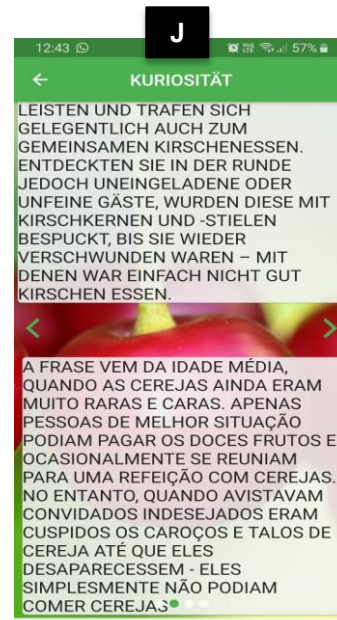 J
12:43 57%
KURIOSITÄT
LEISTEN UND TRAFEN SICH
GELEGENTLICH AUCH ZUM
GEMEINSAMEN KIRSCHENESSEN.
ENTDECKTEN SIE IN DER RUNDE
JEDOCH UNEINGELADENE ODER
UNFEINE GÄSTE, WURDEN DIESE MIT
KIRSCHKERNEN UND -STIELEN
BESPUCKT, BIS SIE WIEDER
VERSCHWUNDEN WAREN – MIT
DENEN WAR EINFACH NICHT GUT
KIRSCHEN ESSEN.
A FRASE VEM DA IDADE MÉDIA,
QUANDO AS CEREJAS AINDA ERAM
MUITO RARAS E CARAS. APENAS
PESSOAS DE MELHOR SITUAÇÃO
PODIAM PAGAR OS DOCES FRUTOS E
OCASIONALMENTE SE REUNIAM
PARA UMA REFEIÇÃO COM CEREJAS.
NO ENTANTO, QUANDO AVISTAVAM
CONVIDADOS INDESEJADOS ERAM
CUSPIDOS OS CAROÇOS E TALOS DE
CEREJA ATÉ QUE ELES
DESAPARECESSEM - ELES
SIMPLESMENTE NÃO PODIAM
COMER CEREJAS